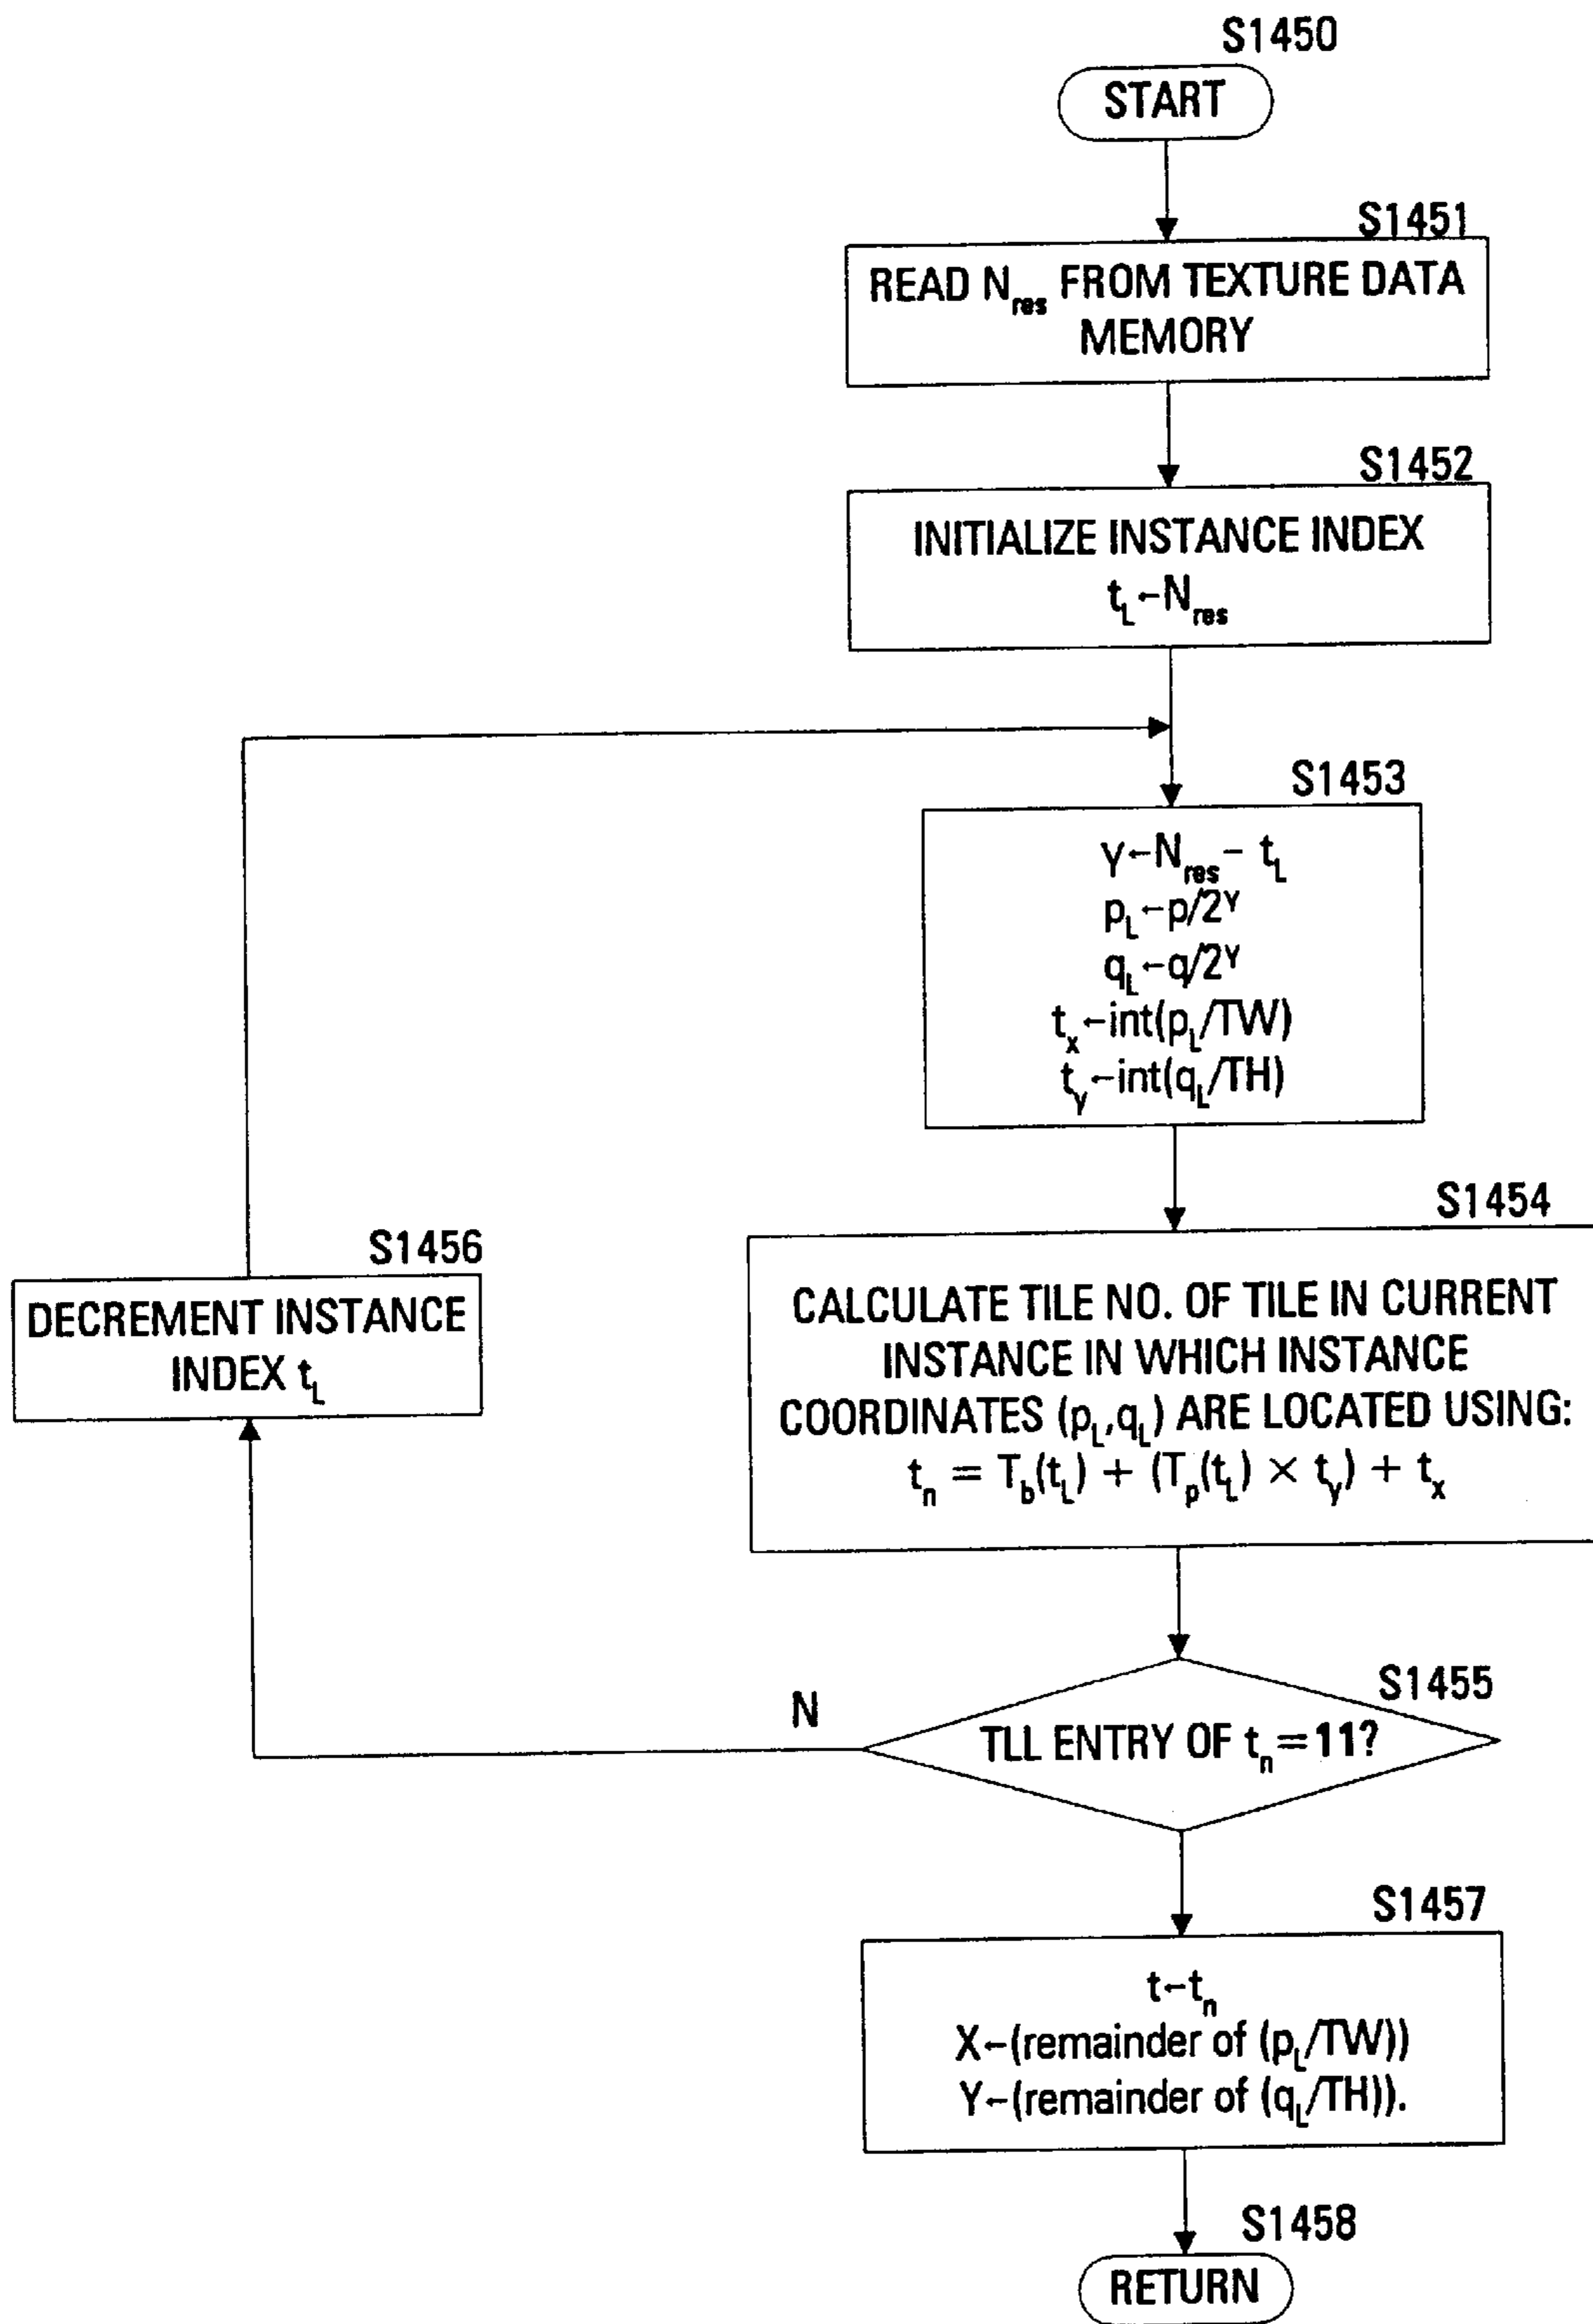 S1450
START
S1451
READ N_res FROM TEXTURE DATA
MEMORY
S1452
INITIALIZE INSTANCE INDEX
t_L←N_res
S1453
Y←N_res − t_L
p_L←p/2^Y
q_L←q/2^Y
t_x←int(p_L/TW)
t_y←int(q_L/TH)
S1454
CALCULATE TILE NO. OF TILE IN CURRENT
INSTANCE IN WHICH INSTANCE
COORDINATES (p_L,q_L) ARE LOCATED USING:
t_n = T_b(t_L) + (T_p(t_L) × t_y) + t_x
S1456
DECREMENT INSTANCE
INDEX t_L
S1455
N
TLL ENTRY OF t_n=11?
S1457
t←t_n
X←(remainder of (p_L/TW))
Y←(remainder of (q_L/TH)).
S1458
RETURN